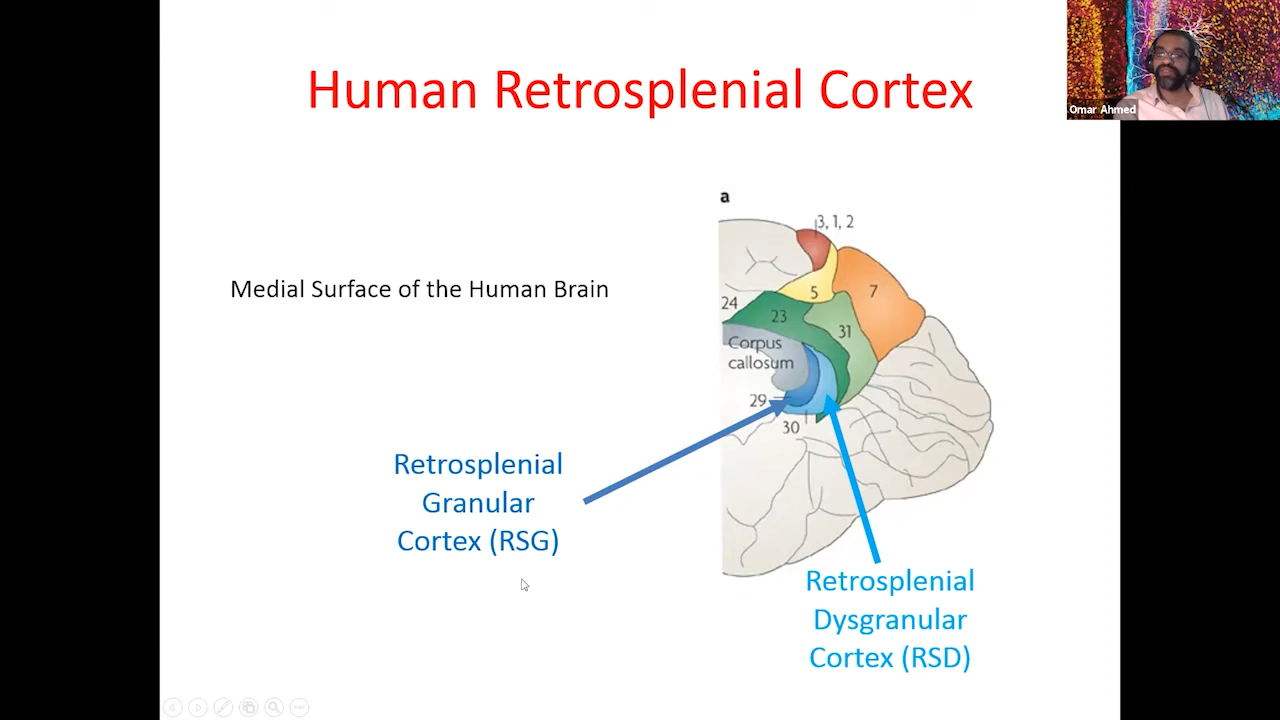 Human Retrosplenial Cortex
Omar Ahmed
a
3, 1, 2
Medial Surface of the Human Brain
5
7
24
23
31
Corpus
callosum
29
30
Retrosplenial
Granular
Cortex (RSG)
Retrosplenial
Dysgranular
Cortex (RSD)